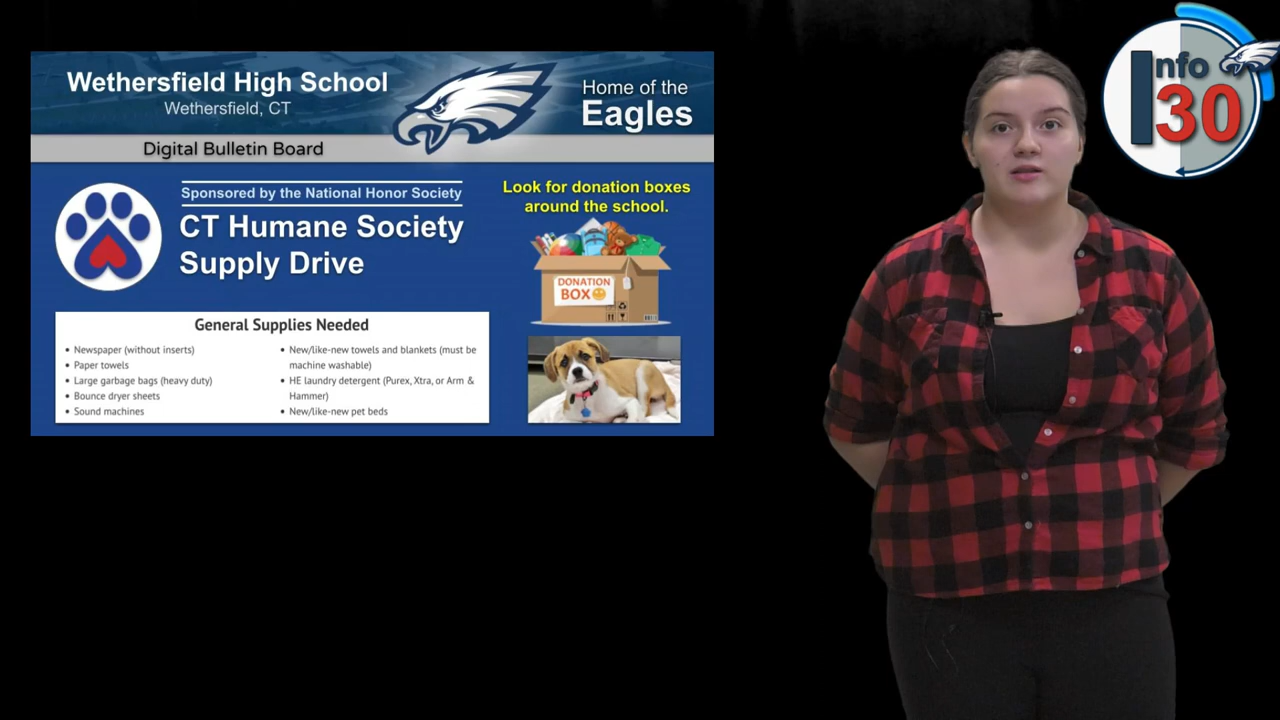 Wethersfield High School
Wethersfield, CT
Home of the
Eagles
Digital Bulletin Board
Sponsored by the National Honor Society
CT Humane Society
Supply Drive
Look for donation boxes
around the school.
DONATION
BOX
General Supplies Needed
• Newspaper (without inserts)
• Paper towels
• Large garbage bags (heavy duty)
• Bounce dryer sheets
• Sound machines
• New/like-new towels and blankets (must be
machine washable)
• HE laundry detergent (Purex, Xtra, or Arm &
Hammer)
• New/like-new pet beds
Info
30